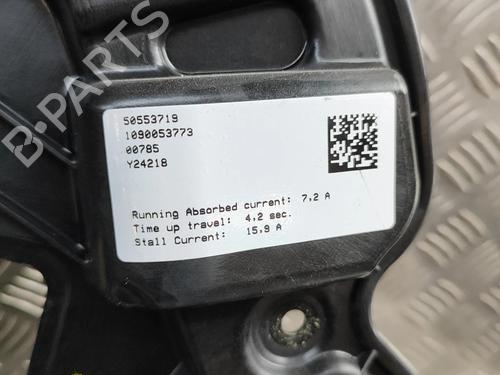 B-PARTS
50553719
1090053773
00785
Y24218
Running Absorbed current: 7,2 A
Time up travel: 4,2 sec.
Stall Current: 15,9 A